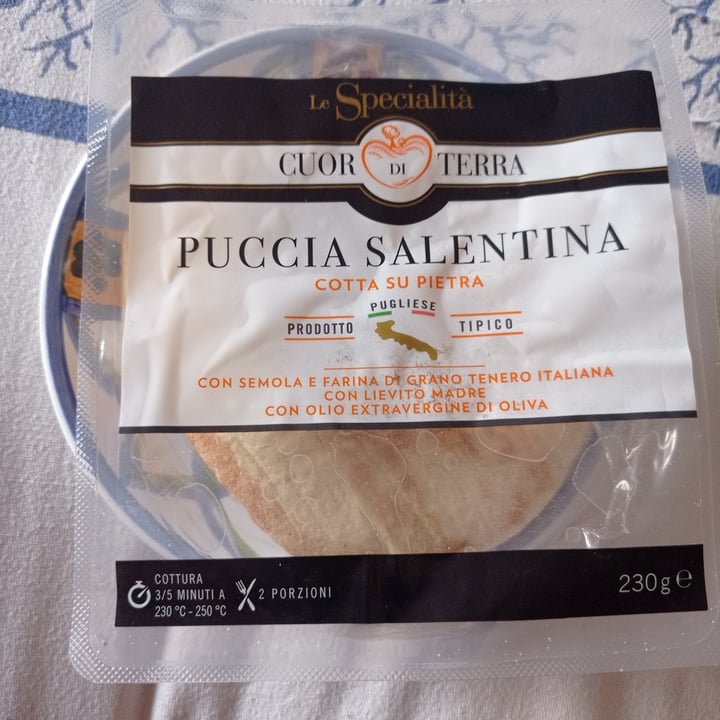 Le Specialità
CUOR DI TERRA
PUCCIA SALENTINA
COTTA SU PIETRA
PUGLIESE
PRODOTTO TIPICO
CON SEMOLA E FARINA DI GRANO TENERO ITALIANA
CON LIEVITO MADRE
CON OLIO EXTRAVERGINE DI OLIVA
COTTURA
3/5 MINUTI A
230 °C - 250 °C
2 PORZIONI
230g e